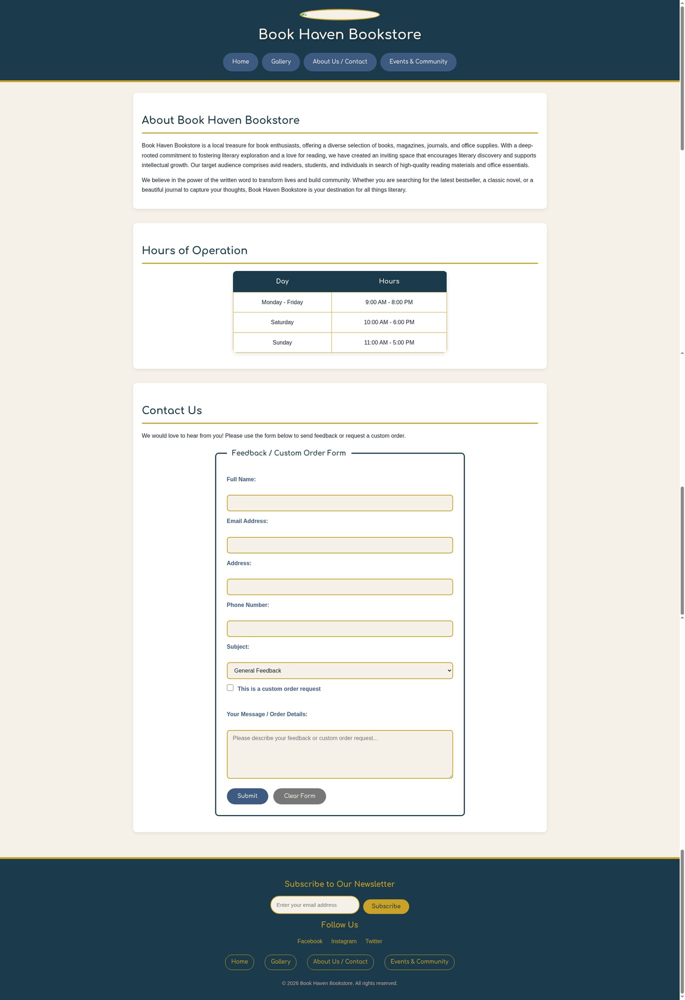 Book Haven Bookstore
Home
Gallery
About Us / Contact
Events & Community
About Book Haven Bookstore
Book Haven Bookstore is a local treasure for book enthusiasts, offering a diverse selection of books, magazines, journals, and office supplies. With a deep-
rooted commitment to fostering literary exploration and a love for reading, we have created an inviting space that encourages literary discovery and supports
intellectual growth. Our target audience comprises avid readers, students, and individuals in search of high-quality reading materials and office essentials.
We believe in the power of the written word to transform lives and build community. Whether you are searching for the latest bestseller, a classic novel, or a
beautiful journal to capture your thoughts, Book Haven Bookstore is your destination for all things literary.
Hours of Operation
Day Hours
Monday - Friday 9:00 AM - 8:00 PM
Saturday 10:00 AM - 6:00 PM
Sunday 11:00 AM - 5:00 PM
Contact Us
We would love to hear from you! Please use the form below to send feedback or request a custom order.
Feedback / Custom Order Form
Full Name:
Email Address:
Address:
Phone Number:
Subject:
General Feedback
This is a custom order request
Your Message / Order Details:
Please describe your feedback or custom order request...
Submit
Clear Form
Subscribe to Our Newsletter
Enter your email address
Subscribe
Follow Us
Facebook Instagram Twitter
Home
Gallery
About Us / Contact
Events & Community
© 2026 Book Haven Bookstore. All rights reserved.